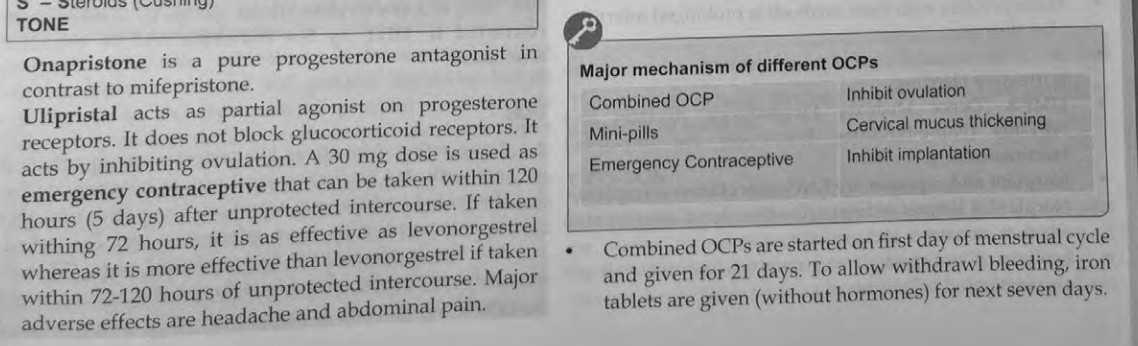 S – Steroids (Cushing)
TONE
Onapristone is a pure progesterone antagonist in
contrast to mifepristone.
Ulipristal acts as partial agonist on progesterone
receptors. It does not block glucocorticoid receptors. It
acts by inhibiting ovulation. A 30 mg dose is used as
emergency contraceptive that can be taken within 120
hours (5 days) after unprotected intercourse. If taken
withing 72 hours, it is as effective as levonorgestrel
whereas it is more effective than levonorgestrel if taken
within 72-120 hours of unprotected intercourse. Major
adverse effects are headache and abdominal pain.
Major mechanism of different OCPs
Combined OCP Inhibit ovulation
Mini-pills Cervical mucus thickening
Emergency Contraceptive Inhibit implantation
• Combined OCPs are started on first day of menstrual cycle
and given for 21 days. To allow withdrawl bleeding, iron
tablets are given (without hormones) for next seven days.